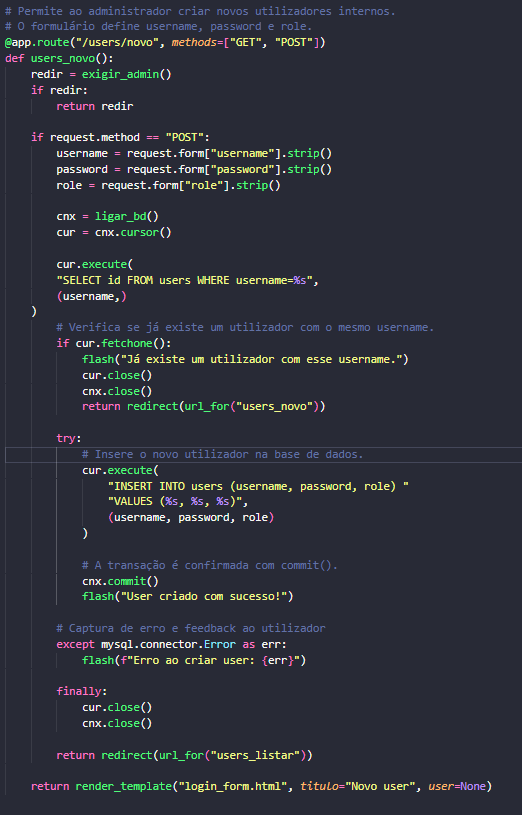 # Permite ao administrador criar novos utilizadores internos.
# O formulário define username, password e role.
@app.route("/users/novo", methods=["GET", "POST"])
def users_novo():
    redir = exigir_admin()
    if redir:
        return redir

    if request.method == "POST":
        username = request.form["username"].strip()
        password = request.form["password"].strip()
        role = request.form["role"].strip()

        cnx = ligar_bd()
        cur = cnx.cursor()

        cur.execute(
        "SELECT id FROM users WHERE username=%s",
        (username,)
    )
        # Verifica se já existe um utilizador com o mesmo username.
        if cur.fetchone():
            flash("Já existe um utilizador com esse username.")
            cur.close()
            cnx.close()
            return redirect(url_for("users_novo"))

        try:
            # Insere o novo utilizador na base de dados.
            cur.execute(
                "INSERT INTO users (username, password, role) "
                "VALUES (%s, %s, %s)",
                (username, password, role)
            )

            # A transação é confirmada com commit().
            cnx.commit()
            flash("User criado com sucesso!")

        # Captura de erro e feedback ao utilizador
        except mysql.connector.Error as err:
            flash(f"Erro ao criar user: {err}")

        finally:
            cur.close()
            cnx.close()

        return redirect(url_for("users_listar"))

    return render_template("login_form.html", titulo="Novo user", user=None)